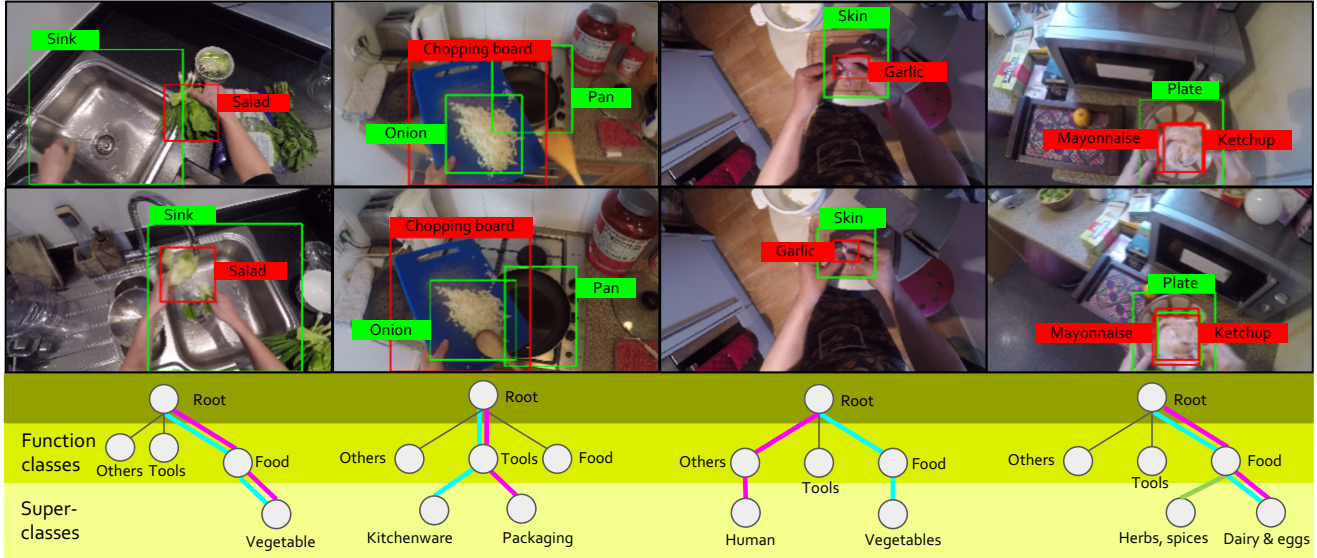 Sink
Salad
Chopping board
Pan
Onion
Skin
Garlic
Plate
Mayonnaise
Ketchup
Sink
Salad
Chopping board
Pan
Onion
Skin
Garlic
Plate
Mayonnaise
Ketchup
Root
Root
Root
Root
Function
classes
Others
Tools
Food
Others
Tools
Food
Others
Tools
Food
Others
Tools
Food
Super-
classes
Vegetable
Kitchenware
Packaging
Human
Vegetables
Herbs, spices
Dairy & eggs